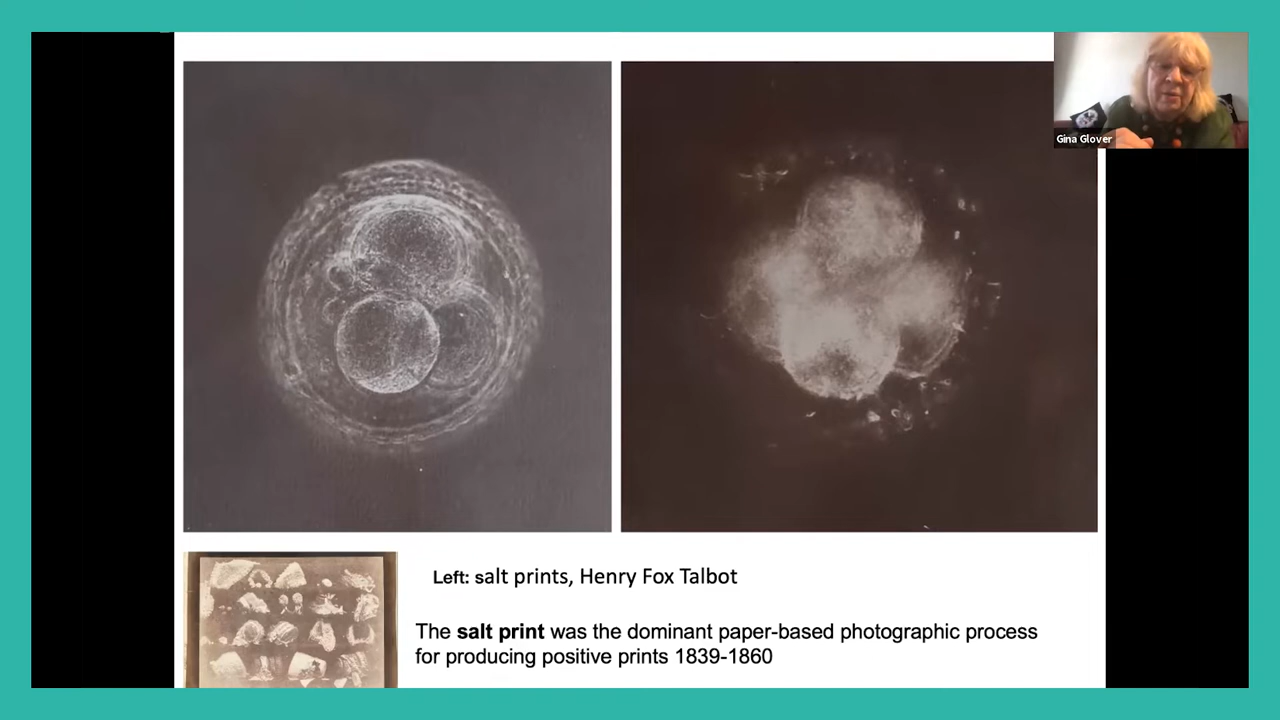 Gina Glover
Left: salt prints, Henry Fox Talbot
The salt print was the dominant paper-based photographic process
for producing positive prints 1839-1860